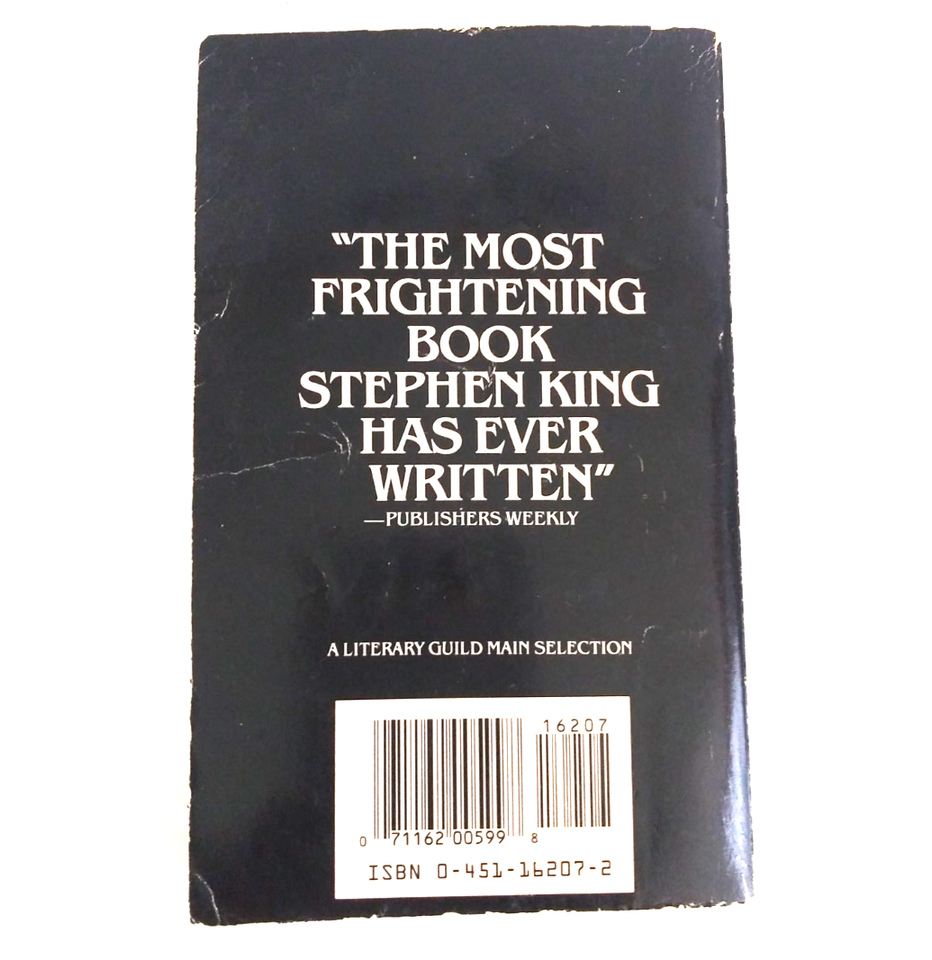 “THE MOST
FRIGHTENING
BOOK
STEPHEN KING
HAS EVER
WRITTEN”
—PUBLISHERS WEEKLY
A LITERARY GUILD MAIN SELECTION
16207
0 71162 00599 8
ISBN 0-451-16207-2